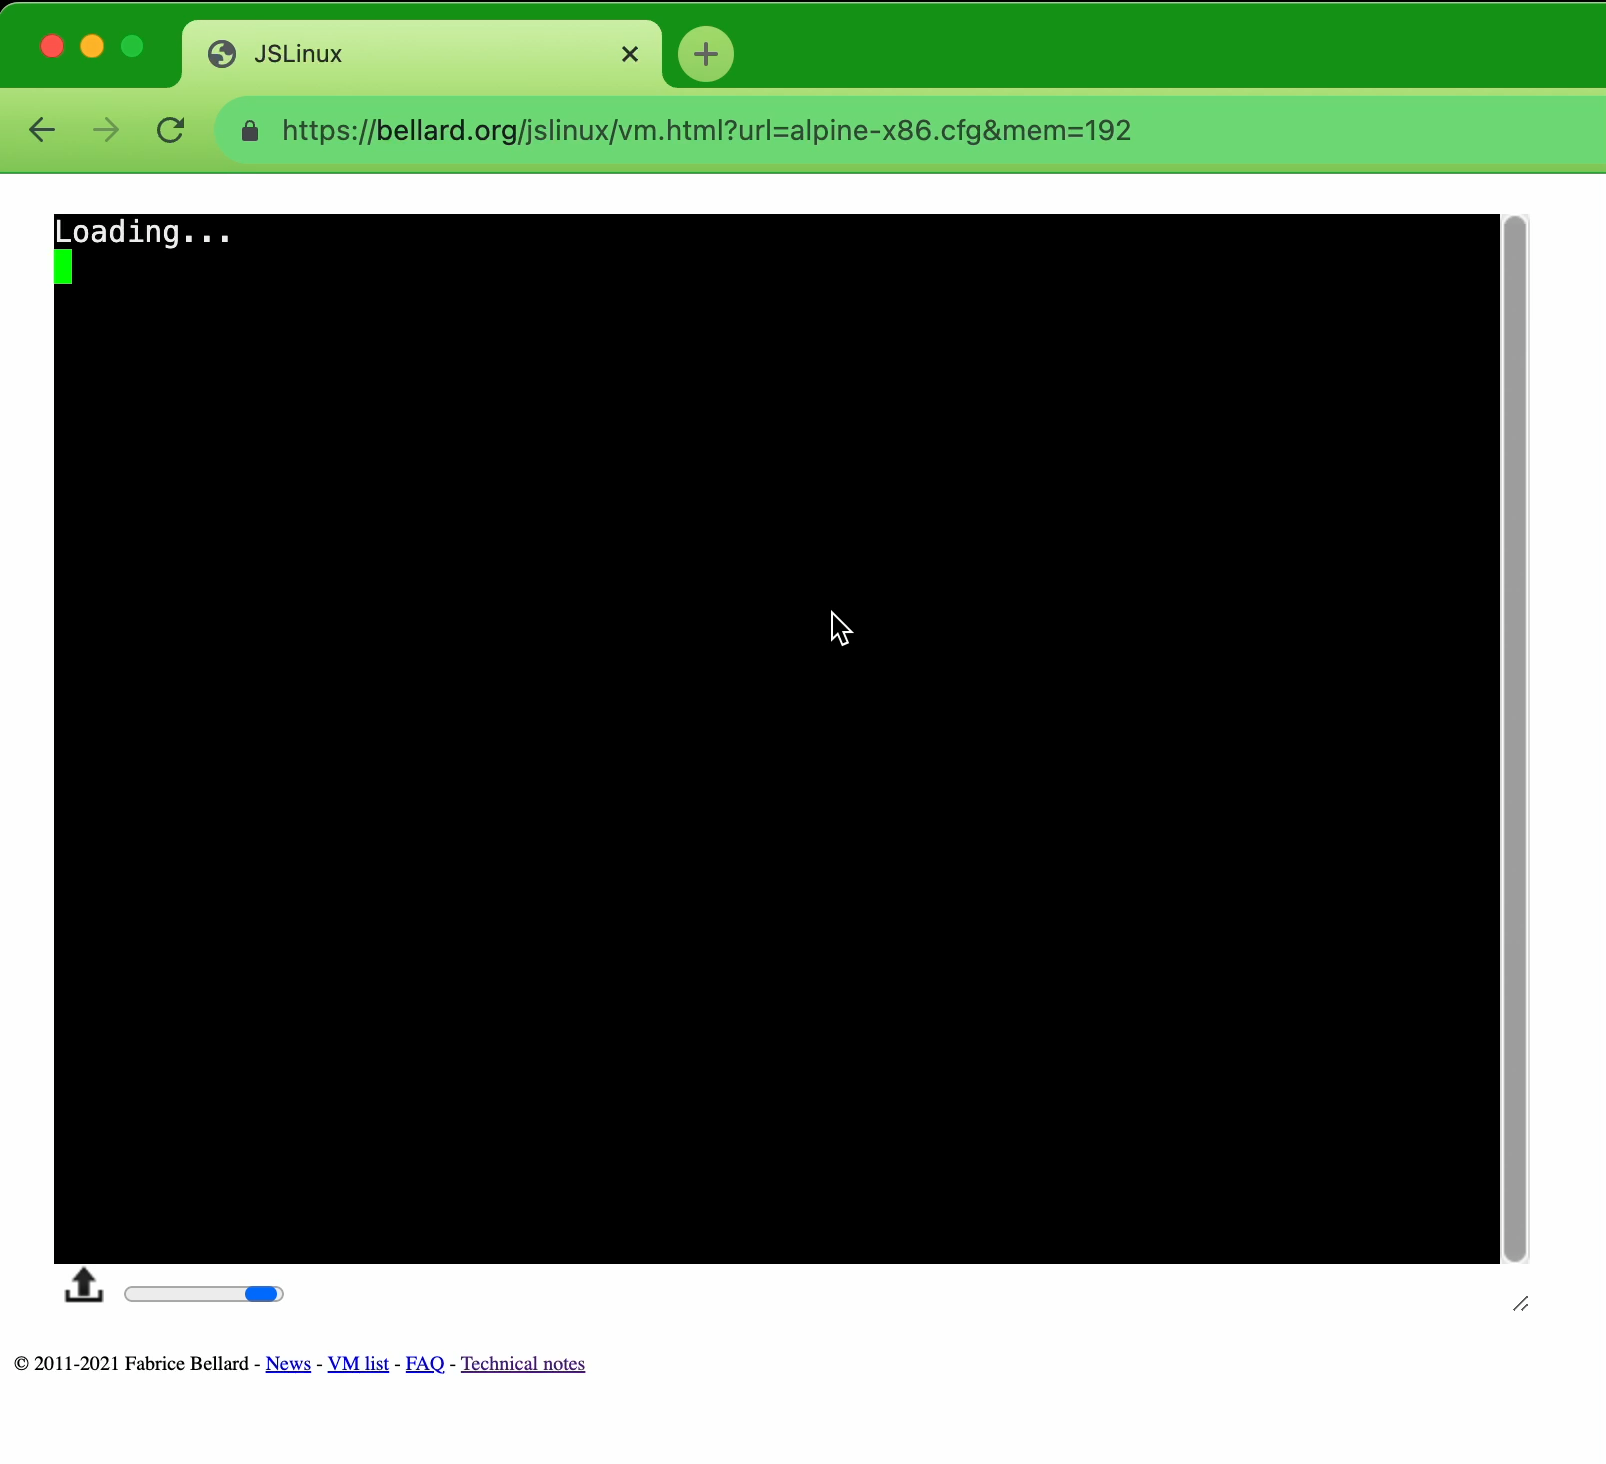 JSLinux
https://bellard.org/jslinux/vm.html?url=alpine-x86.cfg&mem=192
Loading...
© 2011-2021 Fabrice Bellard - News - VM list - FAQ - Technical notes